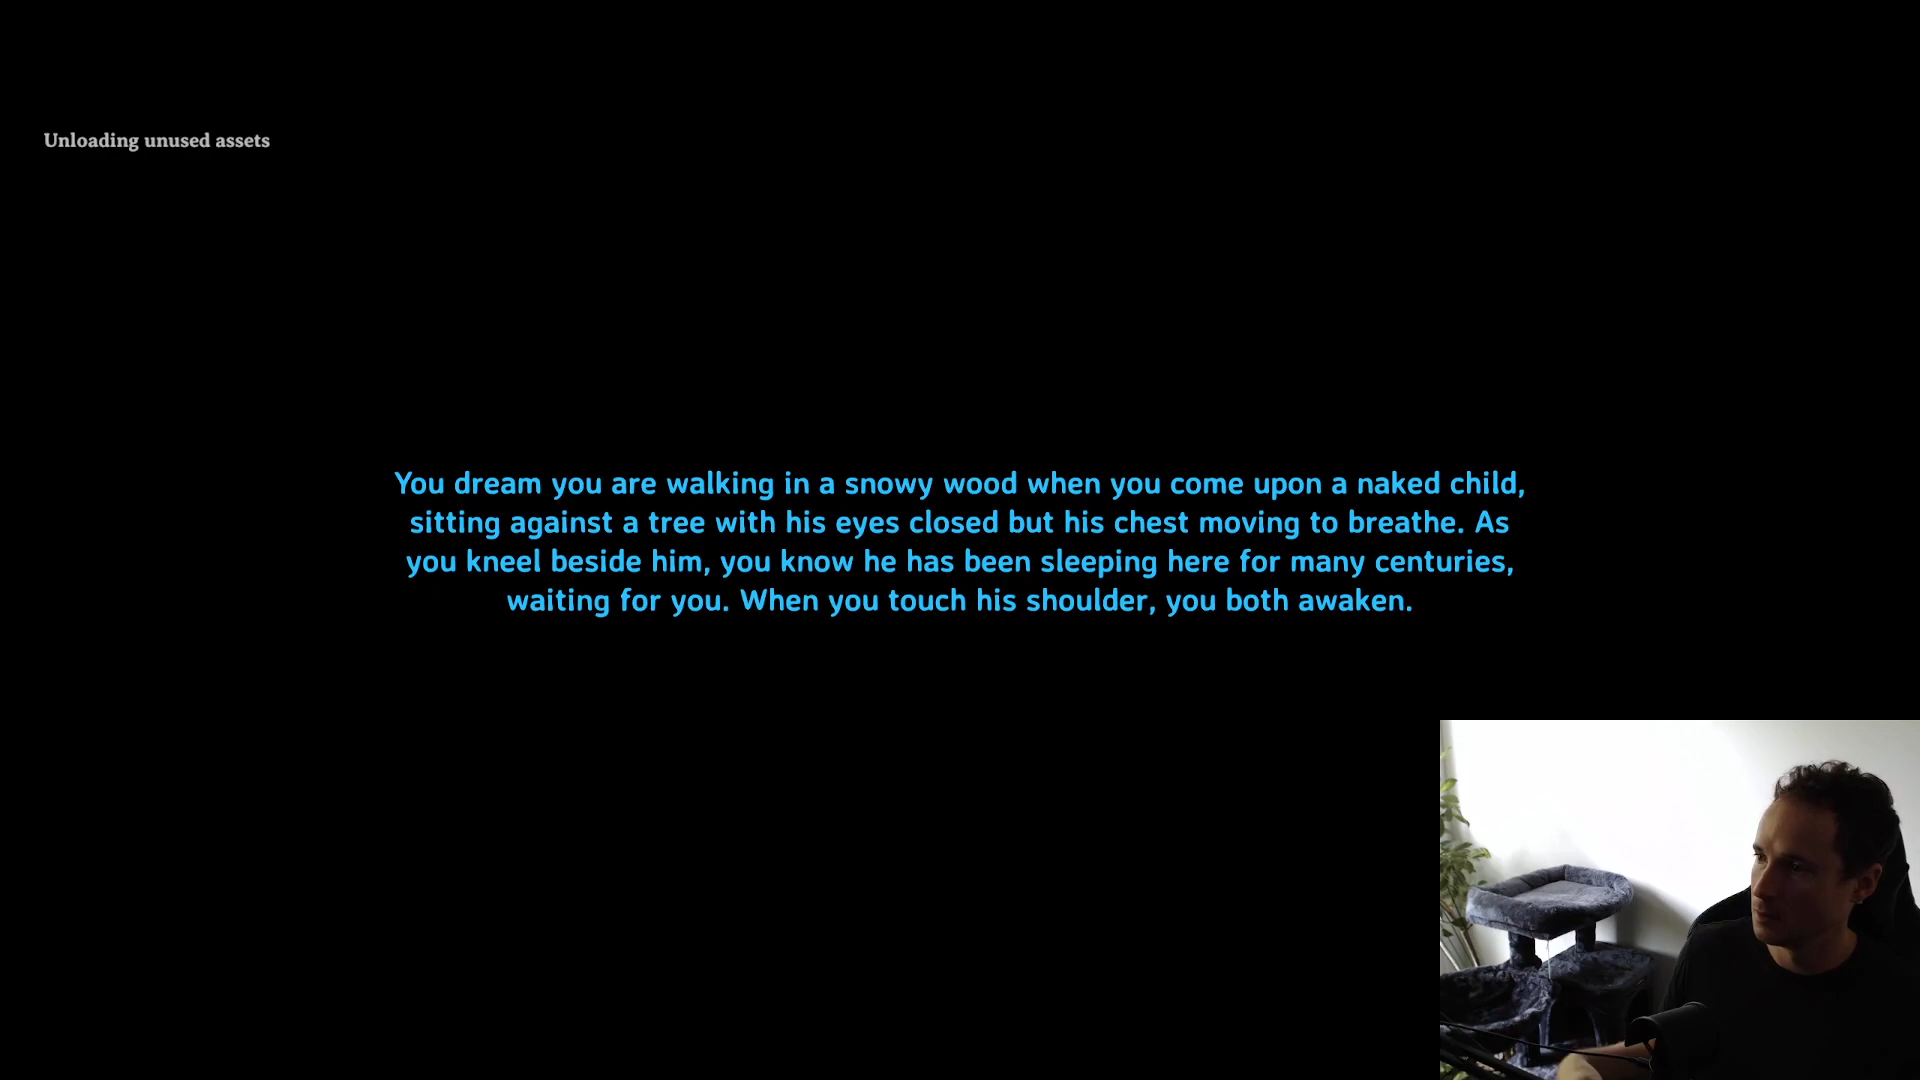 Unloading unused assets
You dream you are walking in a snowy wood when you come upon a naked child,
sitting against a tree with his eyes closed but his chest moving to breathe. As
you kneel beside him, you know he has been sleeping here for many centuries,
waiting for you. When you touch his shoulder, you both awaken.